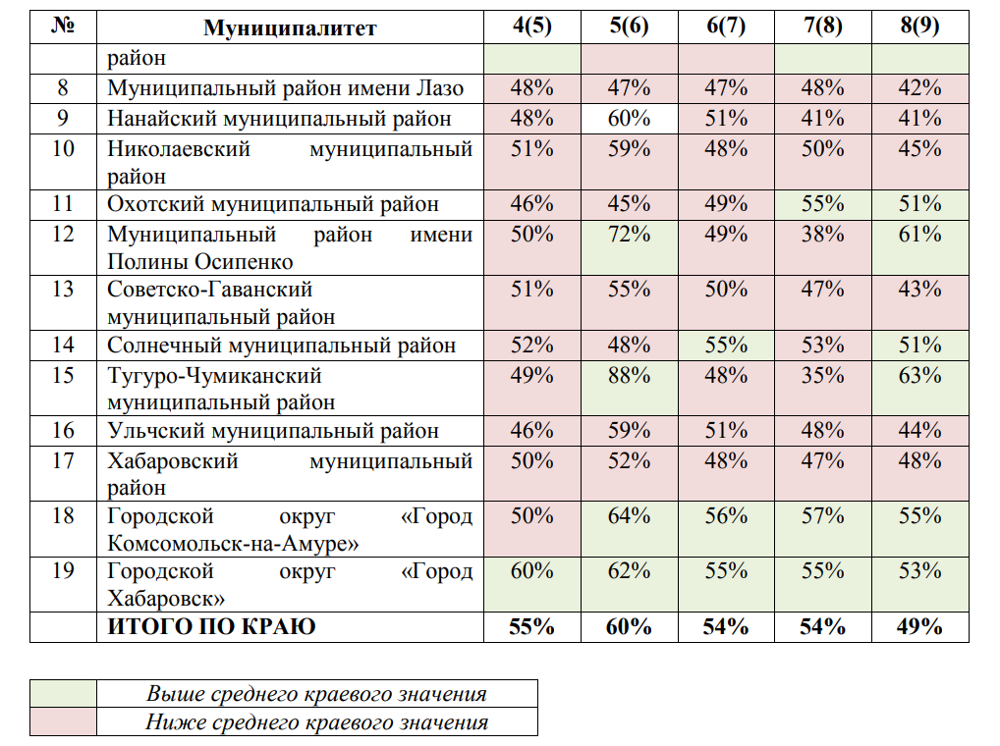 № Муниципалитет 4(5) 5(6) 6(7) 7(8) 8(9)
район
8 Муниципальный район имени Лазо 48% 47% 47% 48% 42%
9 Нанайский муниципальный район 48% 60% 51% 41% 41%
10 Николаевский муниципальный 51% 59% 48% 50% 45%
район
11 Охотский муниципальный район 46% 45% 49% 55% 51%
12 Муниципальный район имени 50% 72% 49% 38% 61%
Полины Осипенко
13 Советско-Гаванский 51% 55% 50% 47% 43%
муниципальный район
14 Солнечный муниципальный район 52% 48% 55% 53% 51%
15 Тугуро-Чумиканский 49% 88% 48% 35% 63%
муниципальный район
16 Ульчский муниципальный район 46% 59% 51% 48% 44%
17 Хабаровский муниципальный 50% 52% 48% 47% 48%
район
18 Городской округ «Город 50% 64% 56% 57% 55%
Комсомольск-на-Амуре»
19 Городской округ «Город 60% 62% 55% 55% 53%
Хабаровск»
ИТОГО ПО КРАЮ 55% 60% 54% 54% 49%
Выше среднего краевого значения
Ниже среднего краевого значения